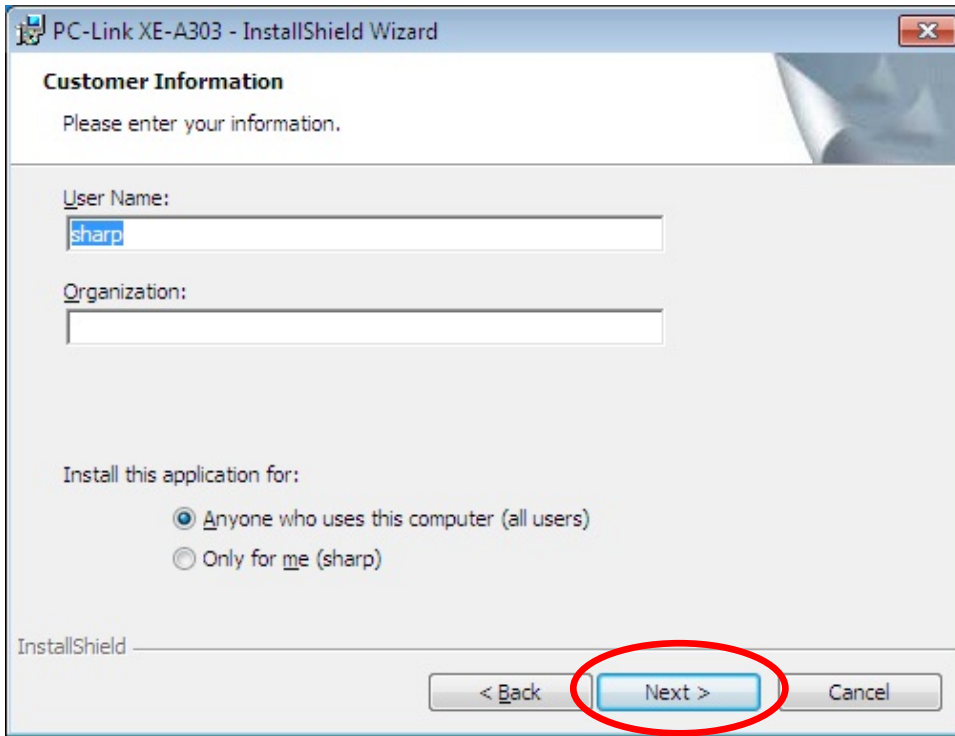 PC-Link XE-A303 - InstallShield Wizard
Customer Information
Please enter your information.
User Name:
sharp
Organization:
Install this application for:
Anyone who uses this computer (all users)
Only for me (sharp)
InstallShield
< Back Next > Cancel